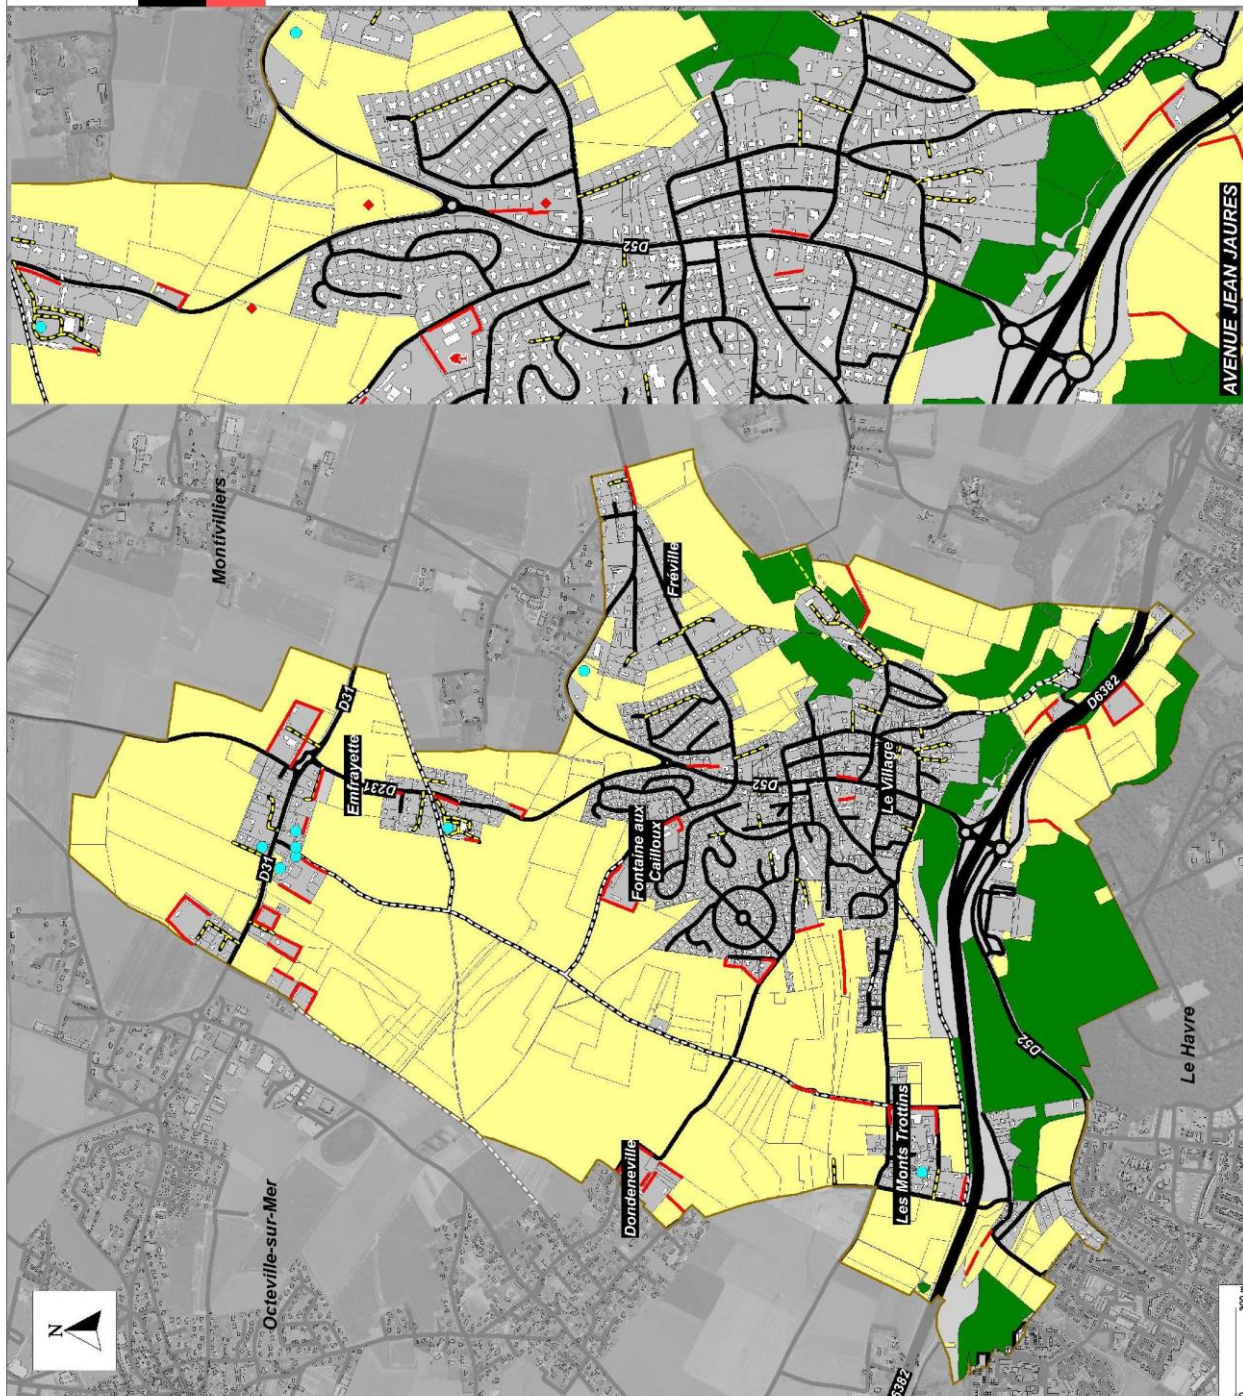 D52
AVENUE JEAN JAURES
Montivilliers
D31
Emfrayette
D231
D31
Fréville
D52
Fontaine aux
Cailloux
Le Village
D6382
Octeville-sur-Mer
Dondeneville
Les Monts Trottins
D52
Le Havre
N